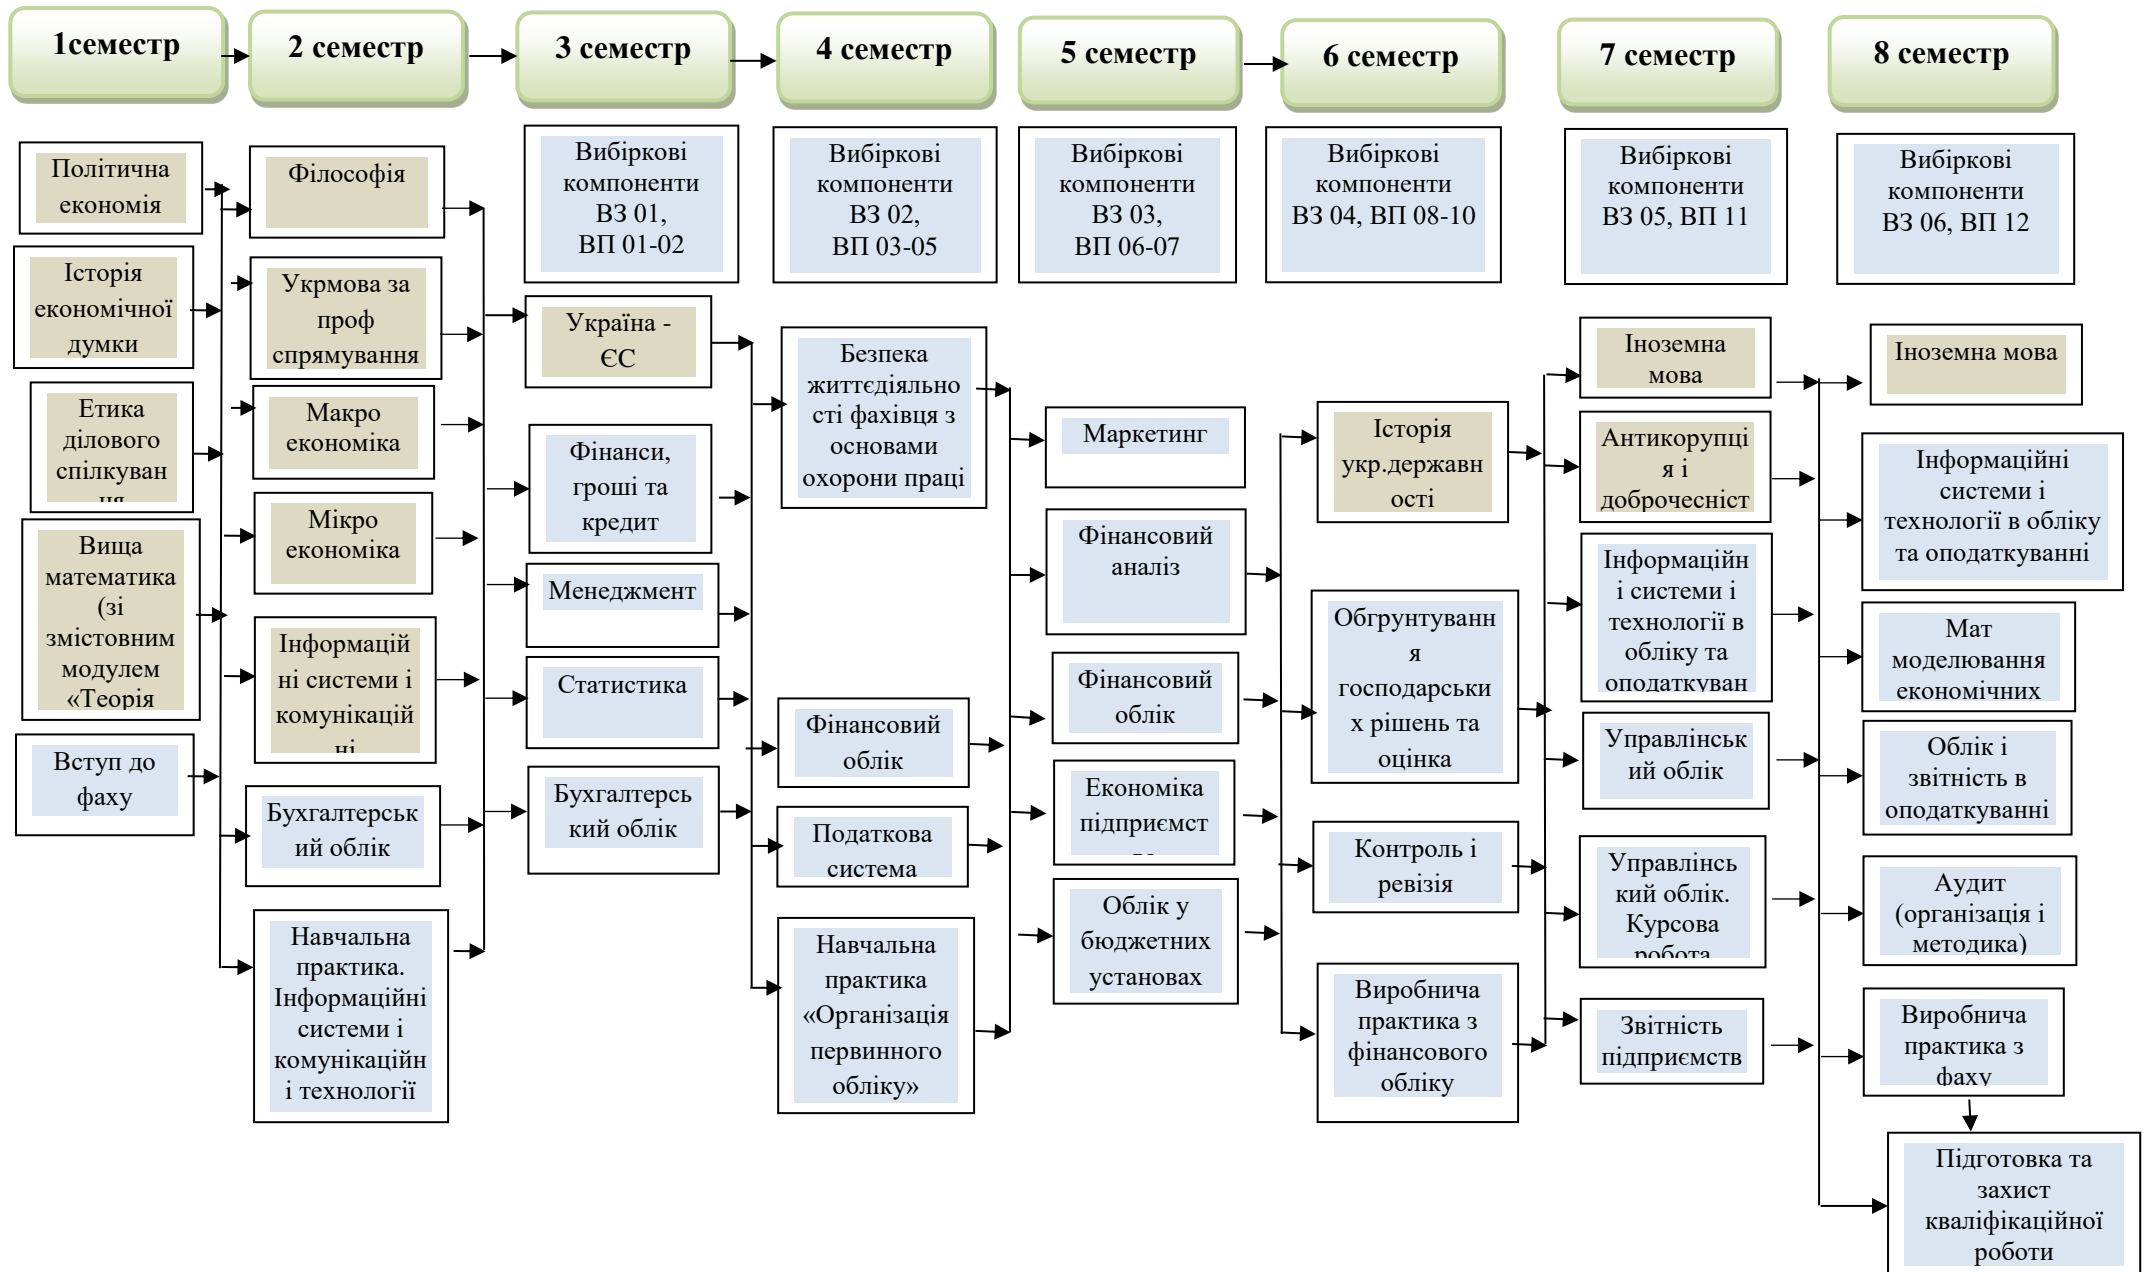 1семестр
2 семестр
3 семестр
4 семестр
5 семестр
6 семестр
7 семестр
8 семестр
Політична
економія
Історія
економічної
думки
Етика
ділового
спілкуван
Вища
математика
(зі
змістовним
модулем
«Теорія
Вступ до
фаху
Філософія
Укрмова за
проф
спрямування
Макро
економіка
Мікро
економіка
Інформацій
ні системи і
комунікацій
ні
Бухгалтерськ
ий облік
Навчальна
практика.
Інформаційні
системи і
комунікаційн
і технології
Вибіркові
компоненти
ВЗ 01,
ВП 01-02
Україна -
ЄС
Фінанси,
гроші та
кредит
Менеджмент
Статистика
Бухгалтерсь
кий облік
Вибіркові
компоненти
ВЗ 02,
ВП 03-05
Безпека
життєдіяльно
сті фахівця з
основами
охорони праці
Фінансовий
облік
Податкова
система
Навчальна
практика
«Організація
первинного
обліку»
Вибіркові
компоненти
ВЗ 03,
ВП 06-07
Маркетинг
Фінансовий
аналіз
Фінансовий
облік
Економіка
підприємст
Облік у
бюджетних
установах
Вибіркові
компоненти
ВЗ 04, ВП 08-10
Історія
укр.державн
ості
Обгрунтуванн
я
господарськи
х рішень та
оцінка
Контроль і
ревізія
Виробнича
практика з
фінансового
обліку
Вибіркові
компоненти
ВЗ 05, ВП 11
Іноземна
мова
Антикорупці
я і
доброчесніст
Інформаційн
і системи і
технології в
обліку та
оподаткуван
Управлінськ
ий облік
Управлінсь
кий облік.
Курсова
робота
Звітність
підприємств
Вибіркові
компоненти
ВЗ 06, ВП 12
Іноземна мова
Інформаційні
системи і
технології в обліку
та оподаткуванні
Мат
моделювання
економічних
Облік і
звітність в
оподаткуванні
Аудит
(організація і
методика)
Виробнича
практика з
фаху
Підготовка та
захист
кваліфікаційної
роботи